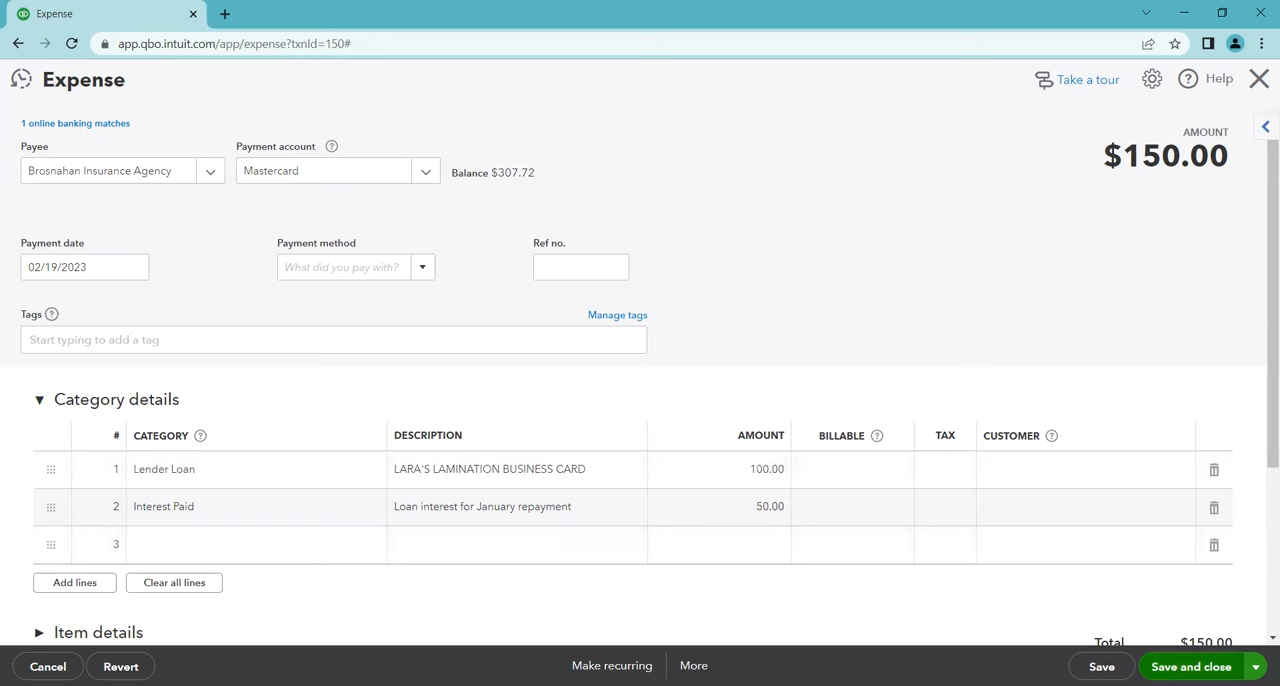 Expense
app.qbo.intuit.com/app/expense?txnId=150#
Expense
Take a tour
Help
1 online banking matches
AMOUNT
$150.00
Payee
Payment account
Brosnahan Insurance Agency
Mastercard
Balance $307.72
Payment date
Payment method
Ref no.
02/19/2023
What did you pay with?
Tags
Manage tags
Start typing to add a tag
Category details
# CATEGORY DESCRIPTION AMOUNT BILLABLE TAX CUSTOMER
1 Lender Loan LARA'S LAMINATION BUSINESS CARD 100.00
2 Interest Paid Loan interest for January repayment 50.00
3
Add lines
Clear all lines
Item details
Total $150.00
Cancel
Revert
Make recurring
More
Save
Save and close